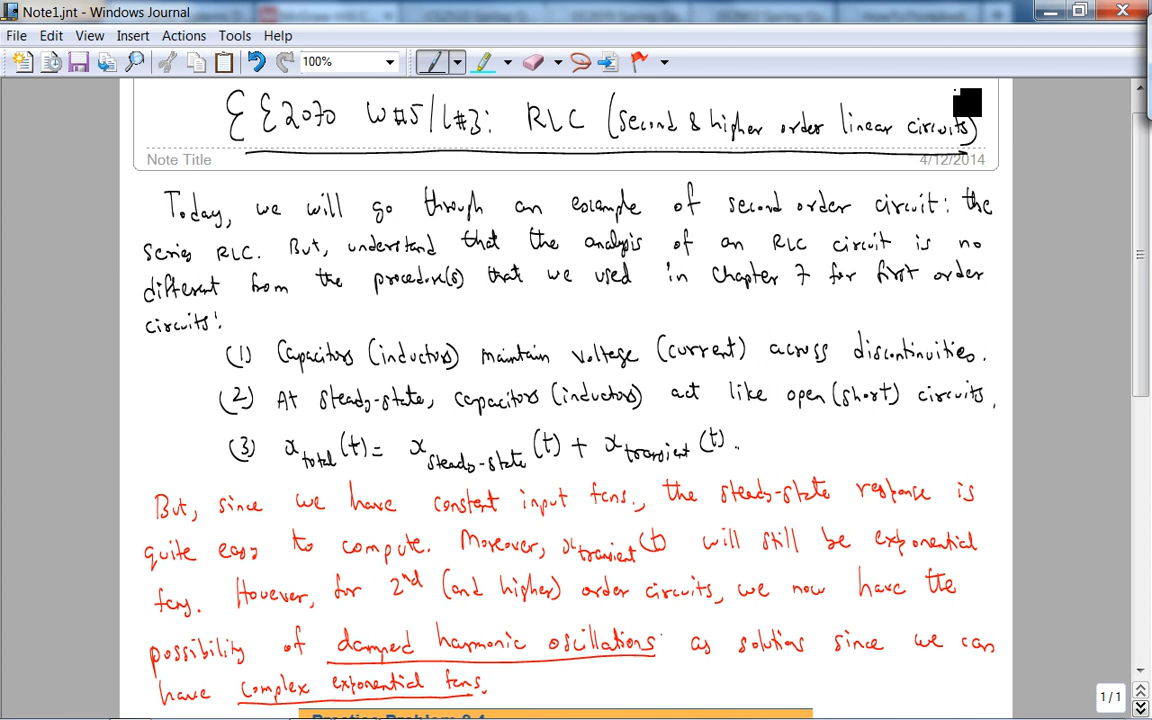 Note1.jnt - Windows Journal
File Edit View Insert Actions Tools Help
100%
EE2070 W#5/L#3: RLC (second & higher order linear circuits)
Note Title 4/12/2014
Today, we will go through an example of second order circuit: the
series RLC. But, understand that the analysis of an RLC circuit is no
different from the procedure(s) that we used in Chapter 7 for first order
circuits!
(1) Capacitors (inductors) maintain voltage (current) across discontinuities.
(2) At steady-state, capacitors (inductors) act like open (short) circuits.
(3) x_total(t) = x_steady-state(t) + x_transient(t).
But, since we have constant input fcns., the steady-state response is
quite easy to compute. Moreover, x_transient(t) will still be exponential
fcns. However, for 2nd (and higher) order circuits, we now have the
possibility of damped harmonic oscillations as solutions since we can
have complex exponential fcns.
1 / 1